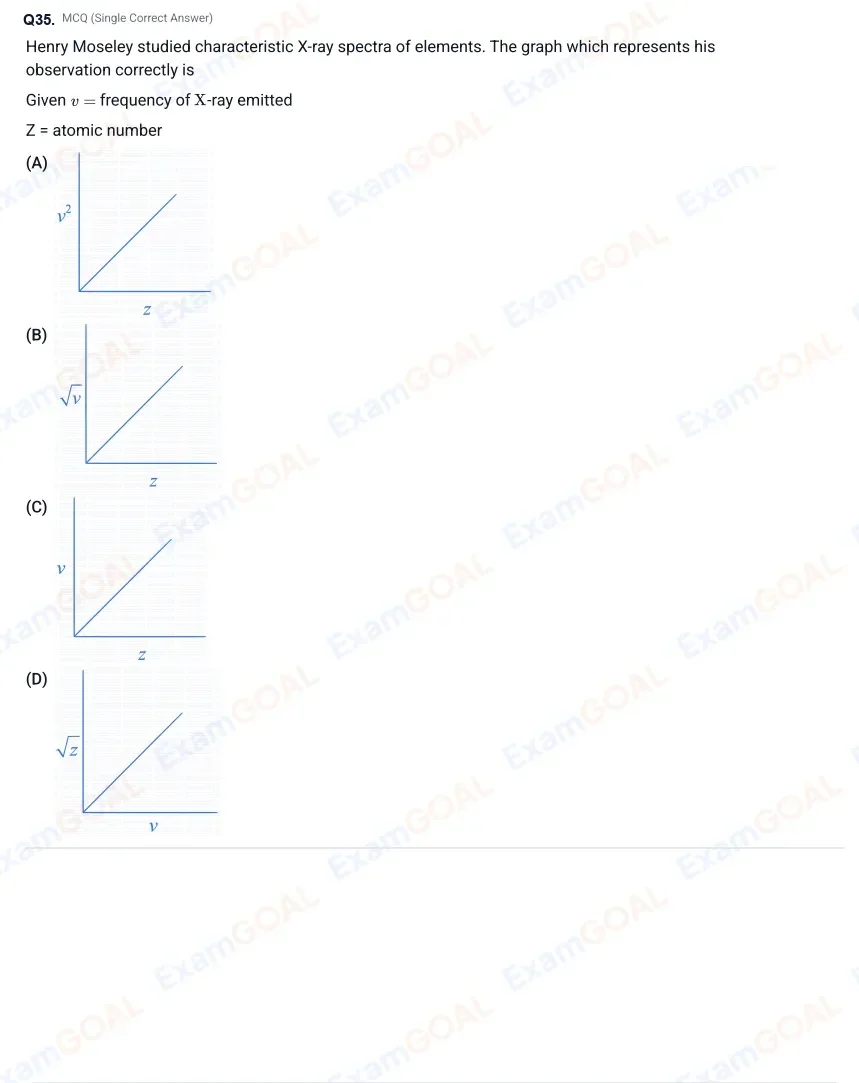 Q35. MCQ (Single Correct Answer)
Henry Moseley studied characteristic X-ray spectra of elements. The graph which represents his
observation correctly is
Given v = frequency of X-ray emitted
Z = atomic number
(A)
v²
z
(B)
√v
z
(C)
v
z
(D)
√z
v
ExamGOAL